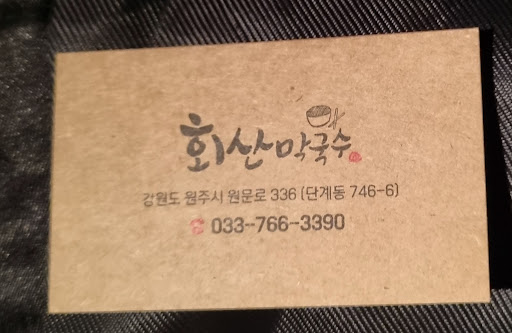 회산막국수
강원도 원주시 원문로 336 (단계동 746-6)
033-766-3390